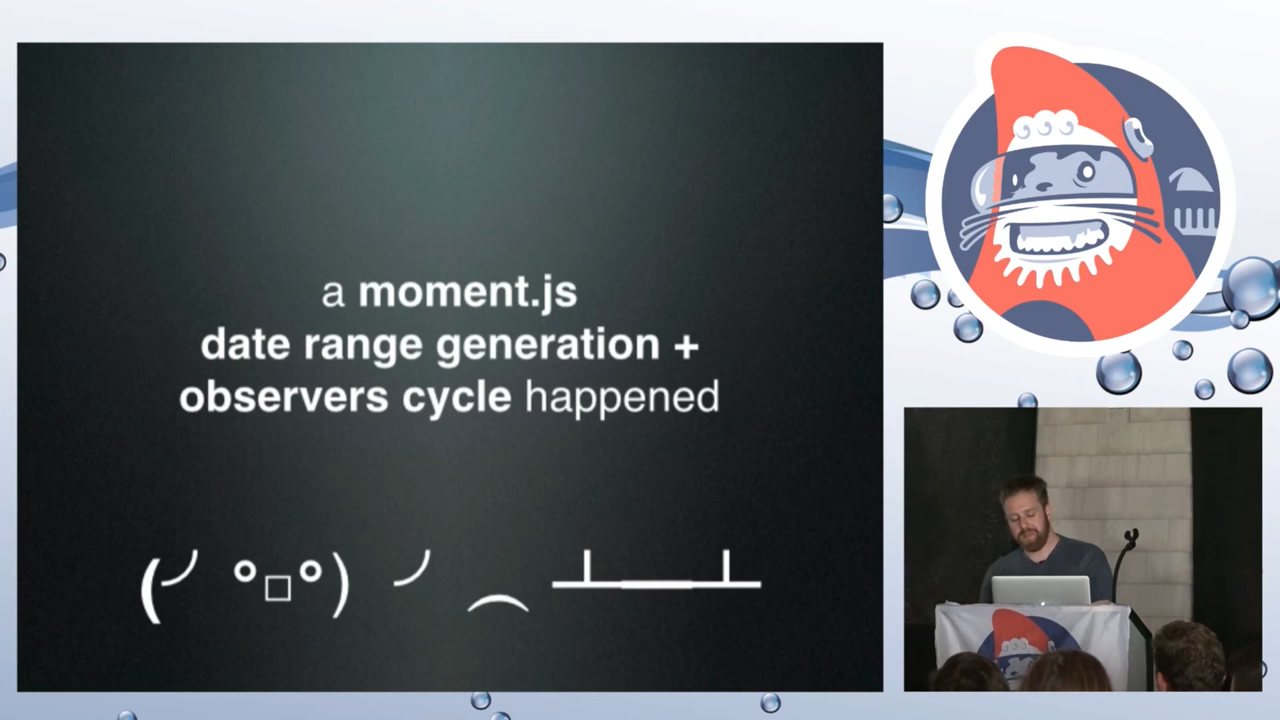 a moment.js
date range generation +
observers cycle happened
(╯°□°)╯︵ ┻━┻